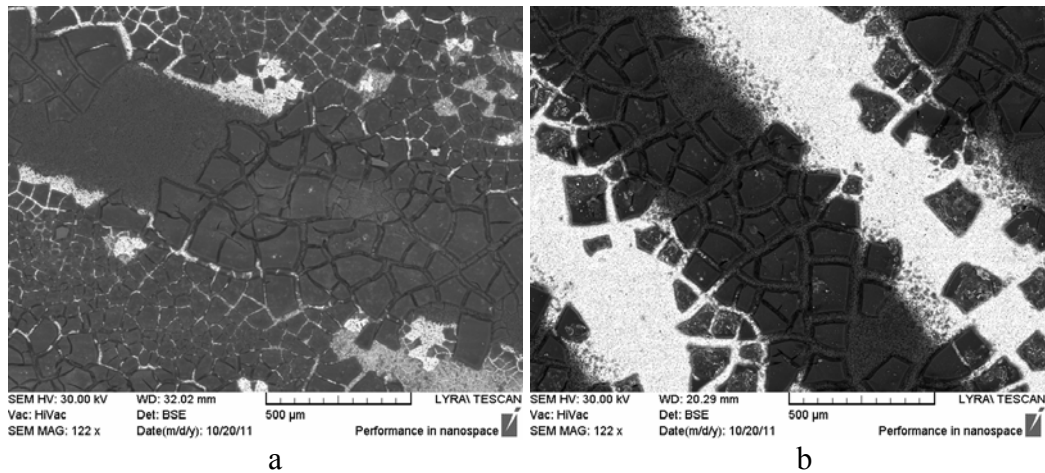 SEM HV: 30.00 kV WD: 32.02 mm LYRA\ TESCAN
Vac: HiVac Det: BSE 500 µm
SEM MAG: 122 x Date(m/d/y): 10/20/11 Performance in nanospace
SEM HV: 30.00 kV WD: 20.29 mm LYRA\ TESCAN
Vac: HiVac Det: BSE 500 µm
SEM MAG: 122 x Date(m/d/y): 10/20/11 Performance in nanospace
a
b